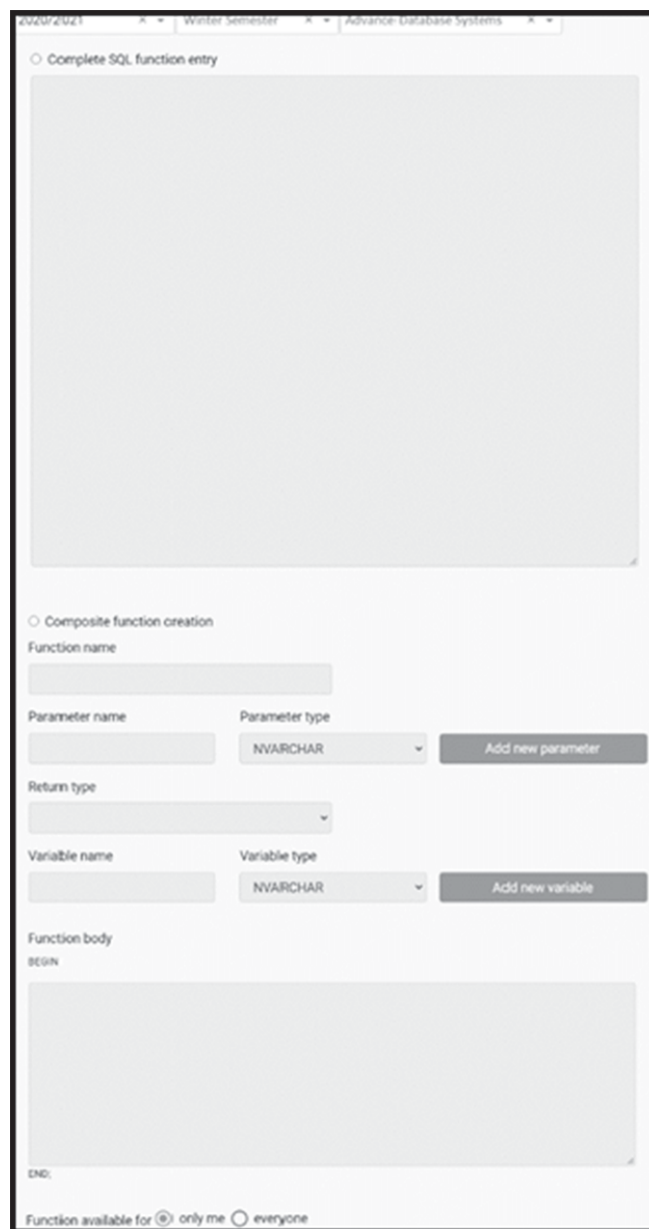 2020/2021 × Winter Semester × Advance Database Systems ×
Complete SQL function entry
Composite function creation
Function name
Parameter name Parameter type
NVARCHAR Add new parameter
Return type
Variable name Variable type
NVARCHAR Add new variable
Function body
BEGIN
END;
Function available for only me everyone